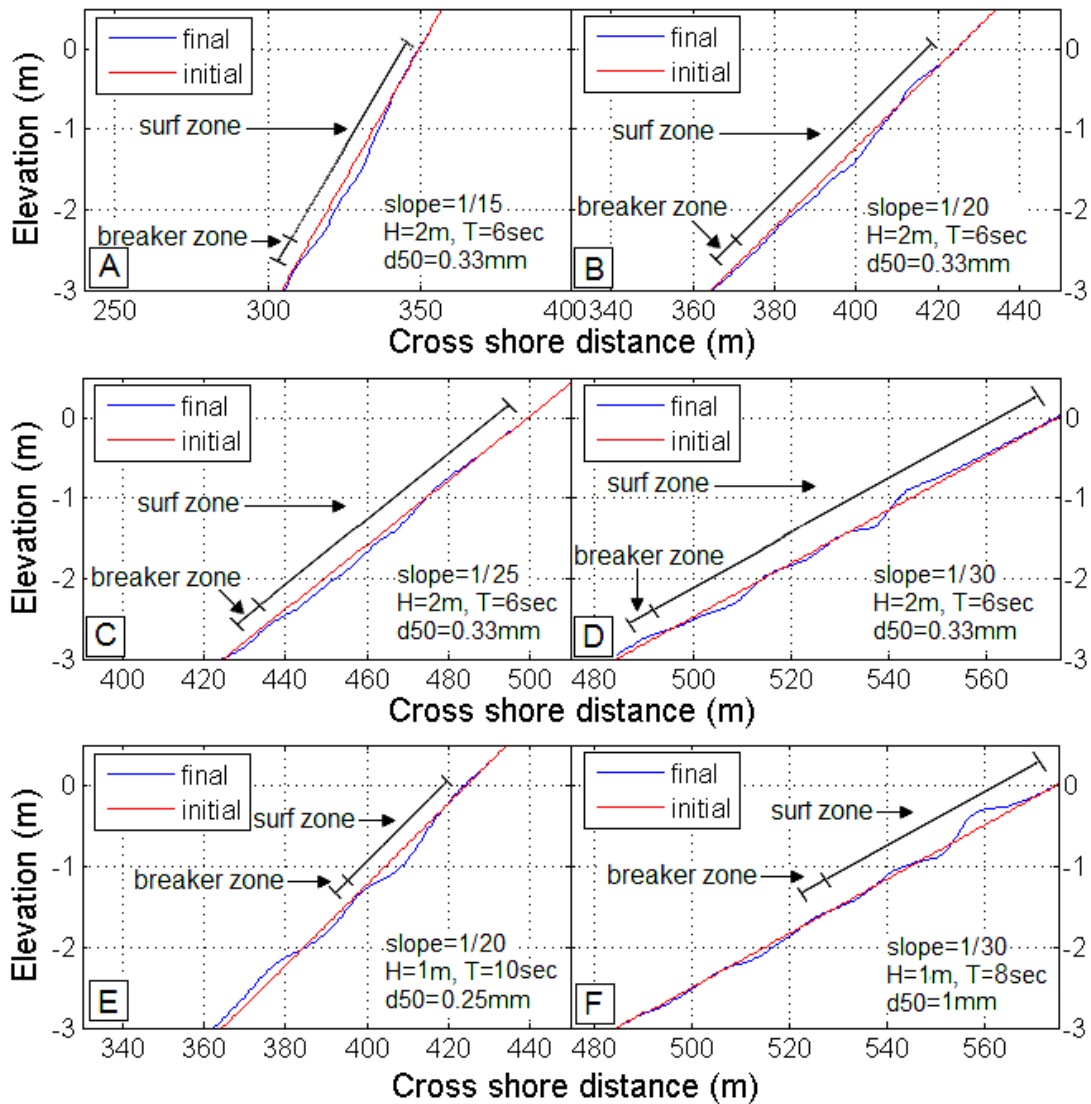 final
initial
surf zone
breaker zone
slope=1/15
H=2m, T=6sec
d50=0.33mm
A
0
-1
-2
-3
250
300
350
400
Elevation (m)
final
initial
surf zone
breaker zone
slope=1/20
H=2m, T=6sec
d50=0.33mm
B
0
-1
-2
-3
340
360
380
400
420
440
Cross shore distance (m)
final
initial
surf zone
breaker zone
slope=1/25
H=2m, T=6sec
d50=0.33mm
C
0
-1
-2
-3
400
420
440
460
480
500
Elevation (m)
final
initial
surf zone
breaker zone
slope=1/30
H=2m, T=6sec
d50=0.33mm
D
0
-1
-2
-3
480
500
520
540
560
Cross shore distance (m)
final
initial
surf zone
breaker zone
slope=1/20
H=1m, T=10sec
d50=0.25mm
E
0
-1
-2
-3
340
360
380
400
420
440
Elevation (m)
final
initial
surf zone
breaker zone
slope=1/30
H=1m, T=8sec
d50=1mm
F
0
-1
-2
-3
480
500
520
540
560
Cross shore distance (m)